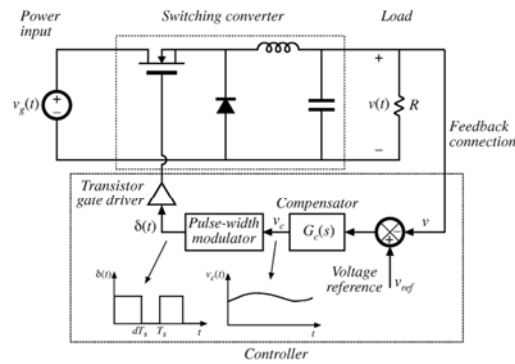 Power
input
Switching converter
Load
v_g(t)
+
−
+
v(t)
−
R
Feedback
connection
Transistor
gate driver
δ(t)
Pulse-width
modulator
v_c
Compensator
G_c(s)
v
Voltage
reference
v_ref
δ(t)
dT_s
T_s
t
v_c(t)
t
Controller